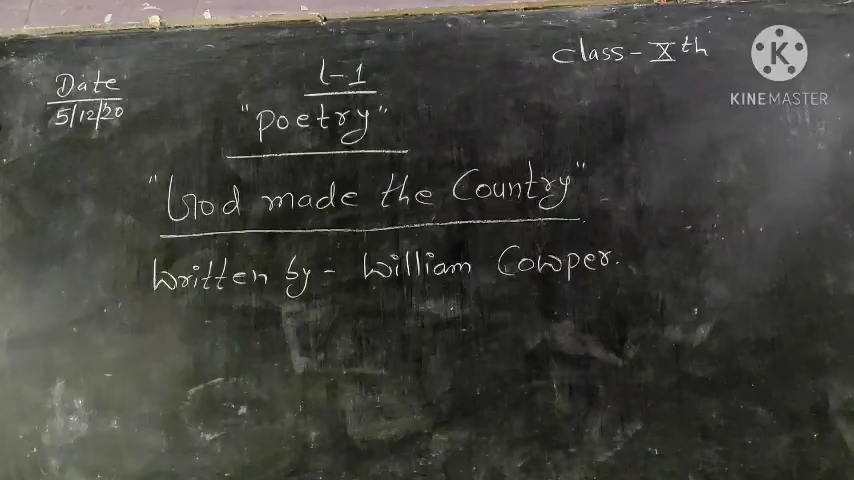 Class - Xth
KINEMASTER
Date
5/12/20
L-1
"Poetry"
"God made the Country"
Written by - William Cowper.